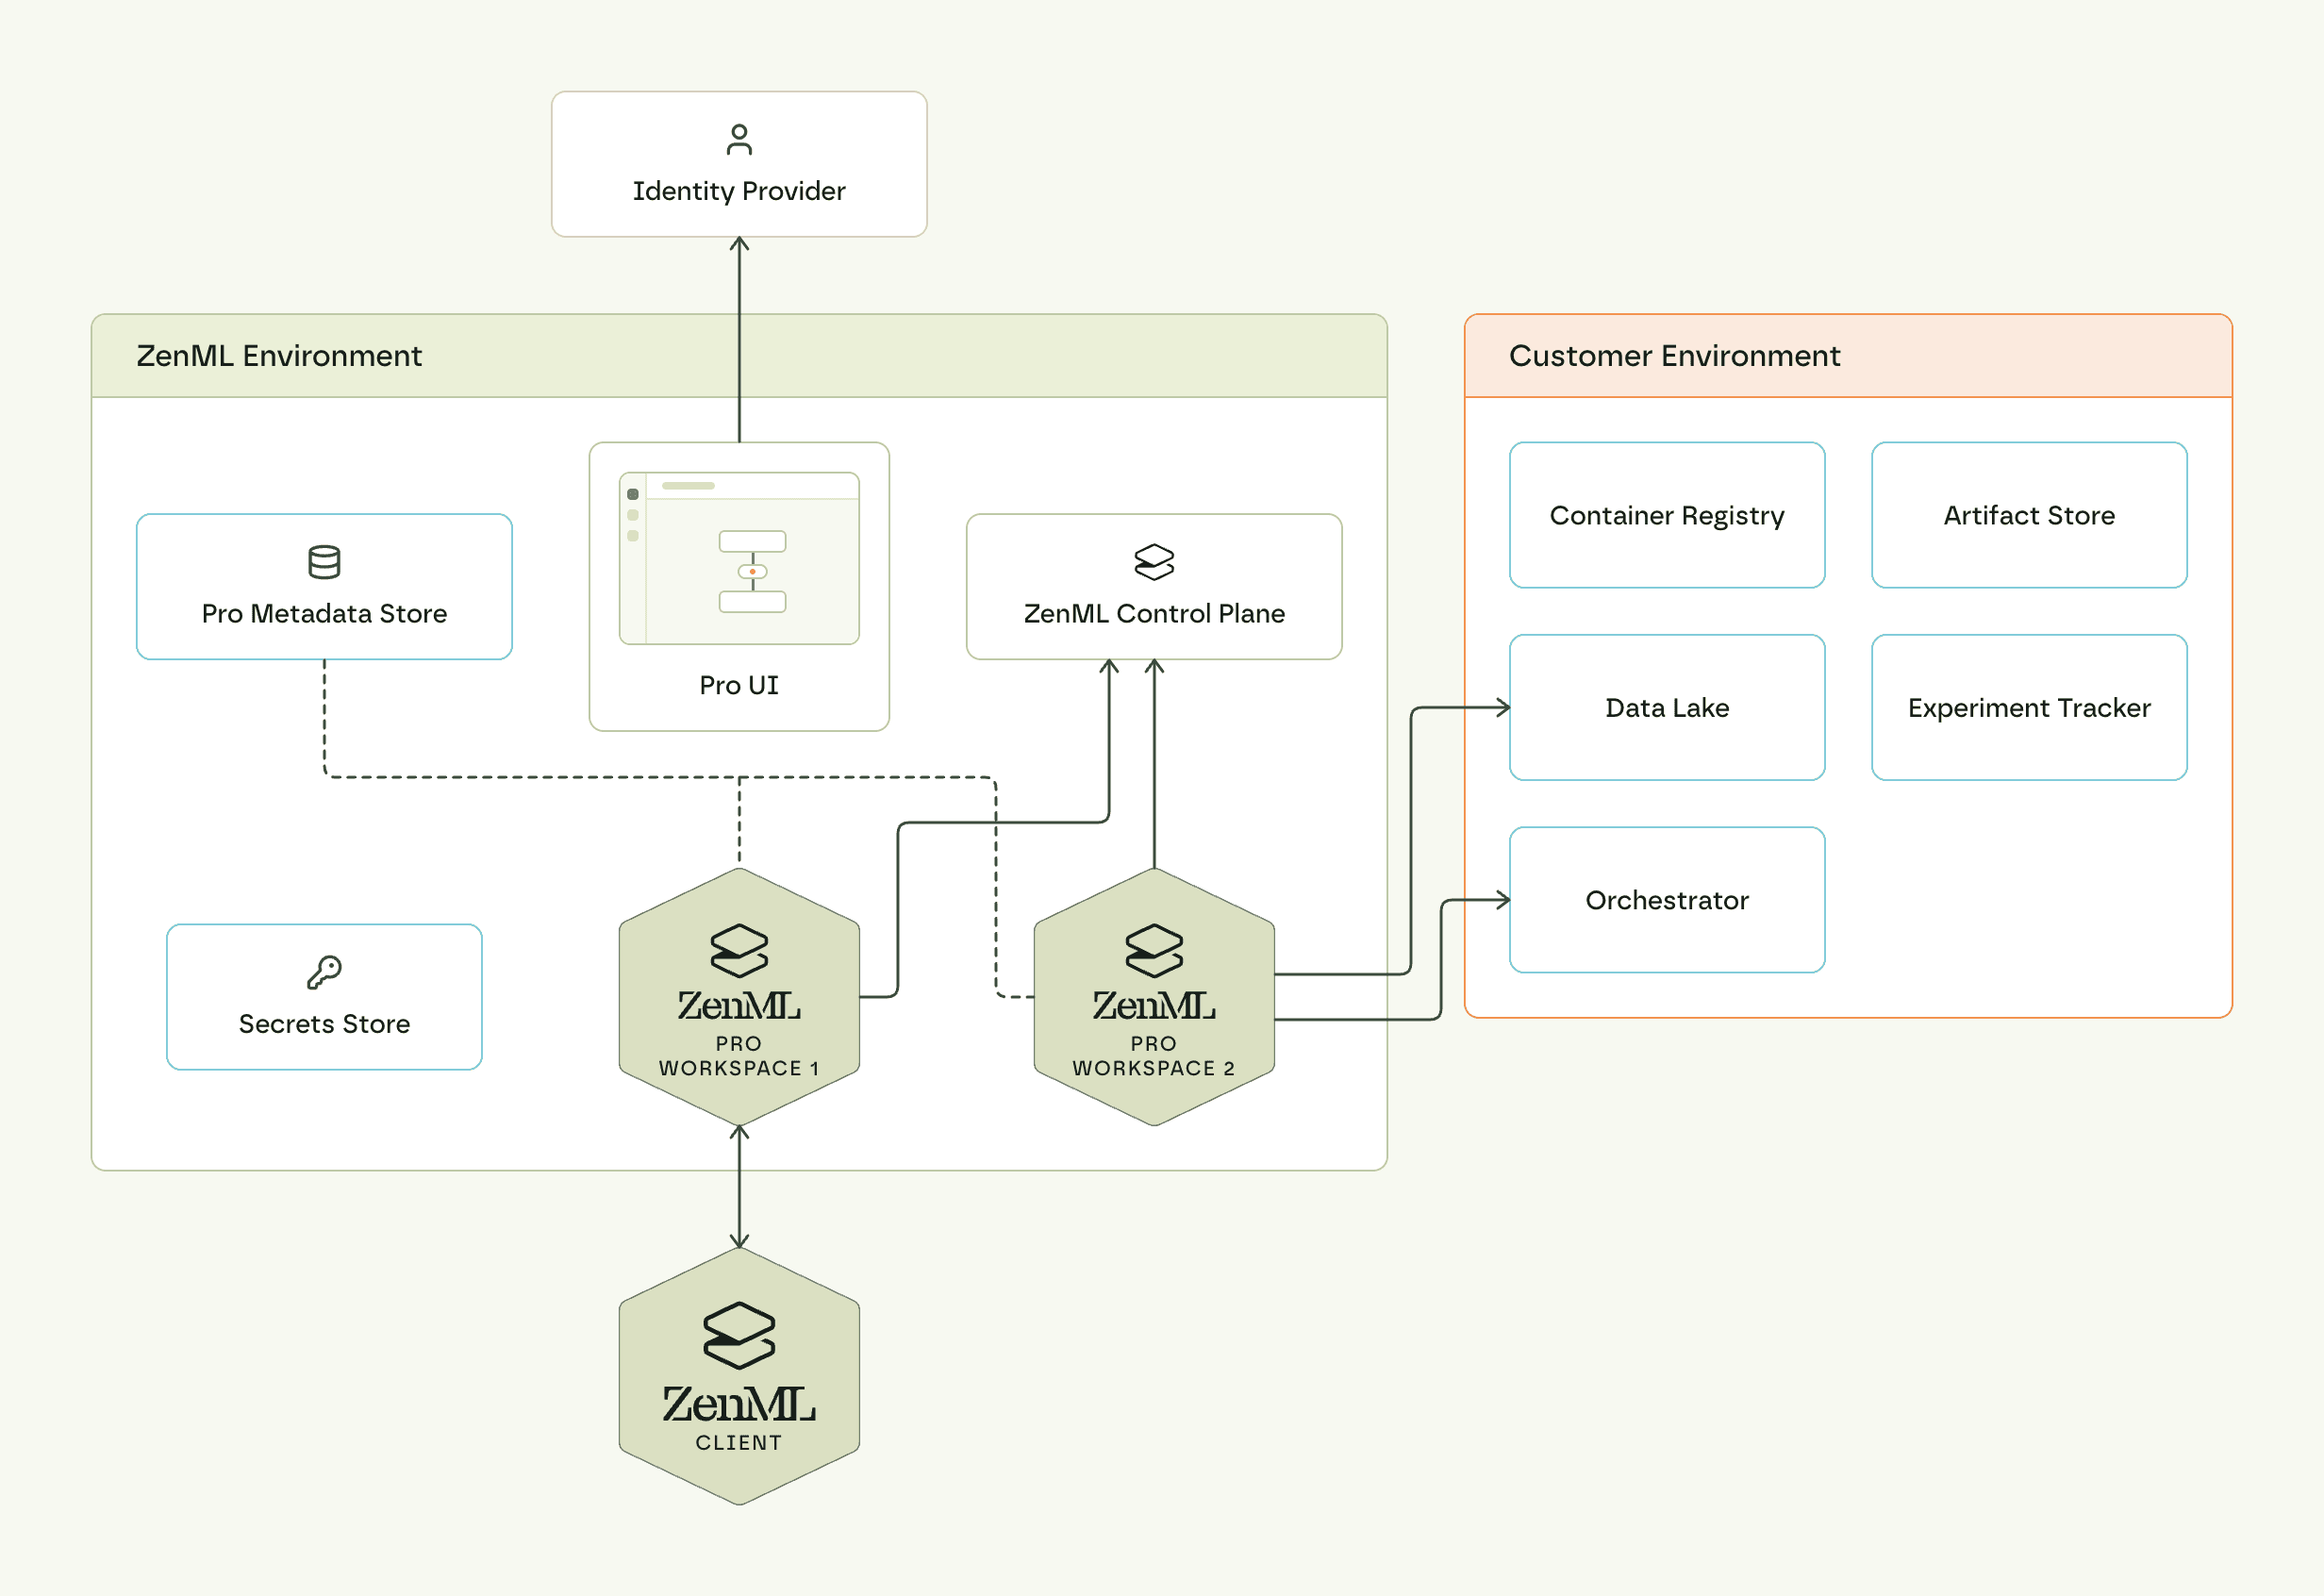 Identity Provider
ZenML Environment
Customer Environment
Container Registry
Artifact Store
Pro Metadata Store
ZenML Control Plane
Pro UI
Data Lake
Experiment Tracker
Orchestrator
Secrets Store
ZenML
PRO
WORKSPACE 1
ZenML
PRO
WORKSPACE 2
ZenML
CLIENT